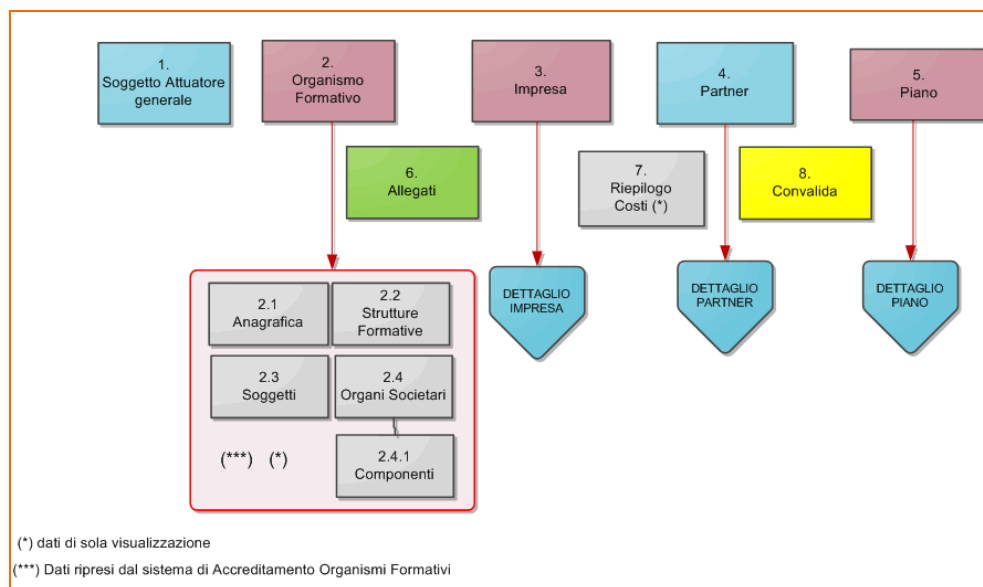 1.
Soggetto Attuatore
generale
2.
Organismo
Formativo
3.
Impresa
4.
Partner
5.
Piano
6.
Allegati
7.
Riepilogo
Costi (*)
8.
Convalida
DETTAGLIO
IMPRESA
DETTAGLIO
PARTNER
DETTAGLIO
PIANO
2.1
Anagrafica
2.2
Strutture
Formative
2.3
Soggetti
2.4
Organi Societari
(***) (*)
2.4.1
Componenti
(*) dati di sola visualizzazione
(***) Dati ripresi dal sistema di Accreditamento Organismi Formativi